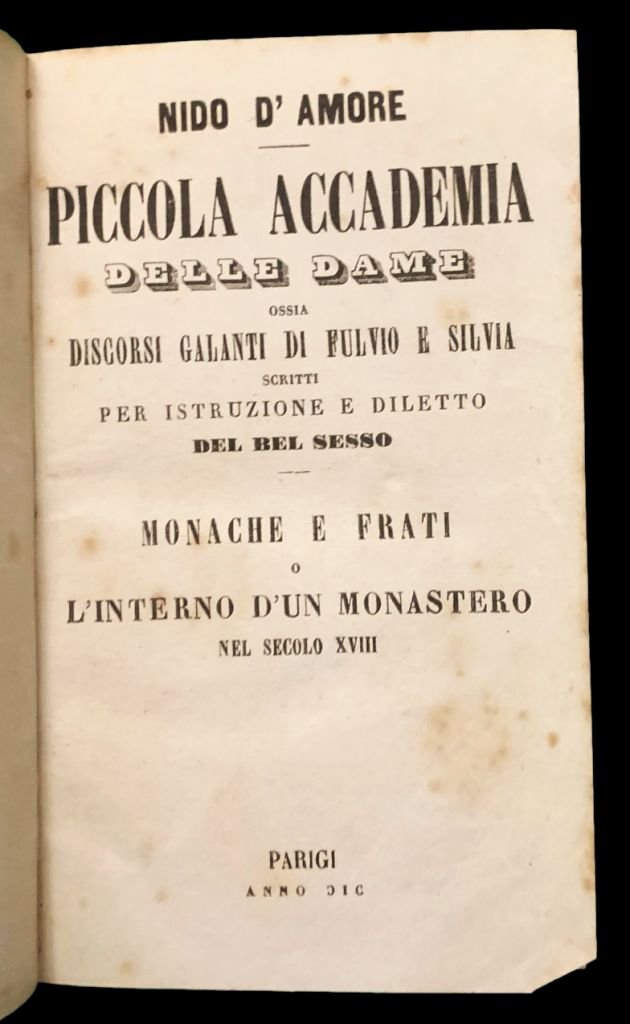 NIDO D' AMORE
PICCOLA ACCADEMIA
DELLE DAME
OSSIA
DISCORSI GALANTI DI FULVIO E SILVIA
SCRITTI
PER ISTRUZIONE E DILETTO
DEL BEL SESSO
MONACHE E FRATI
O
L'INTERNO D'UN MONASTERO
NEL SECOLO XVIII
PARIGI
ANNO ƆIC